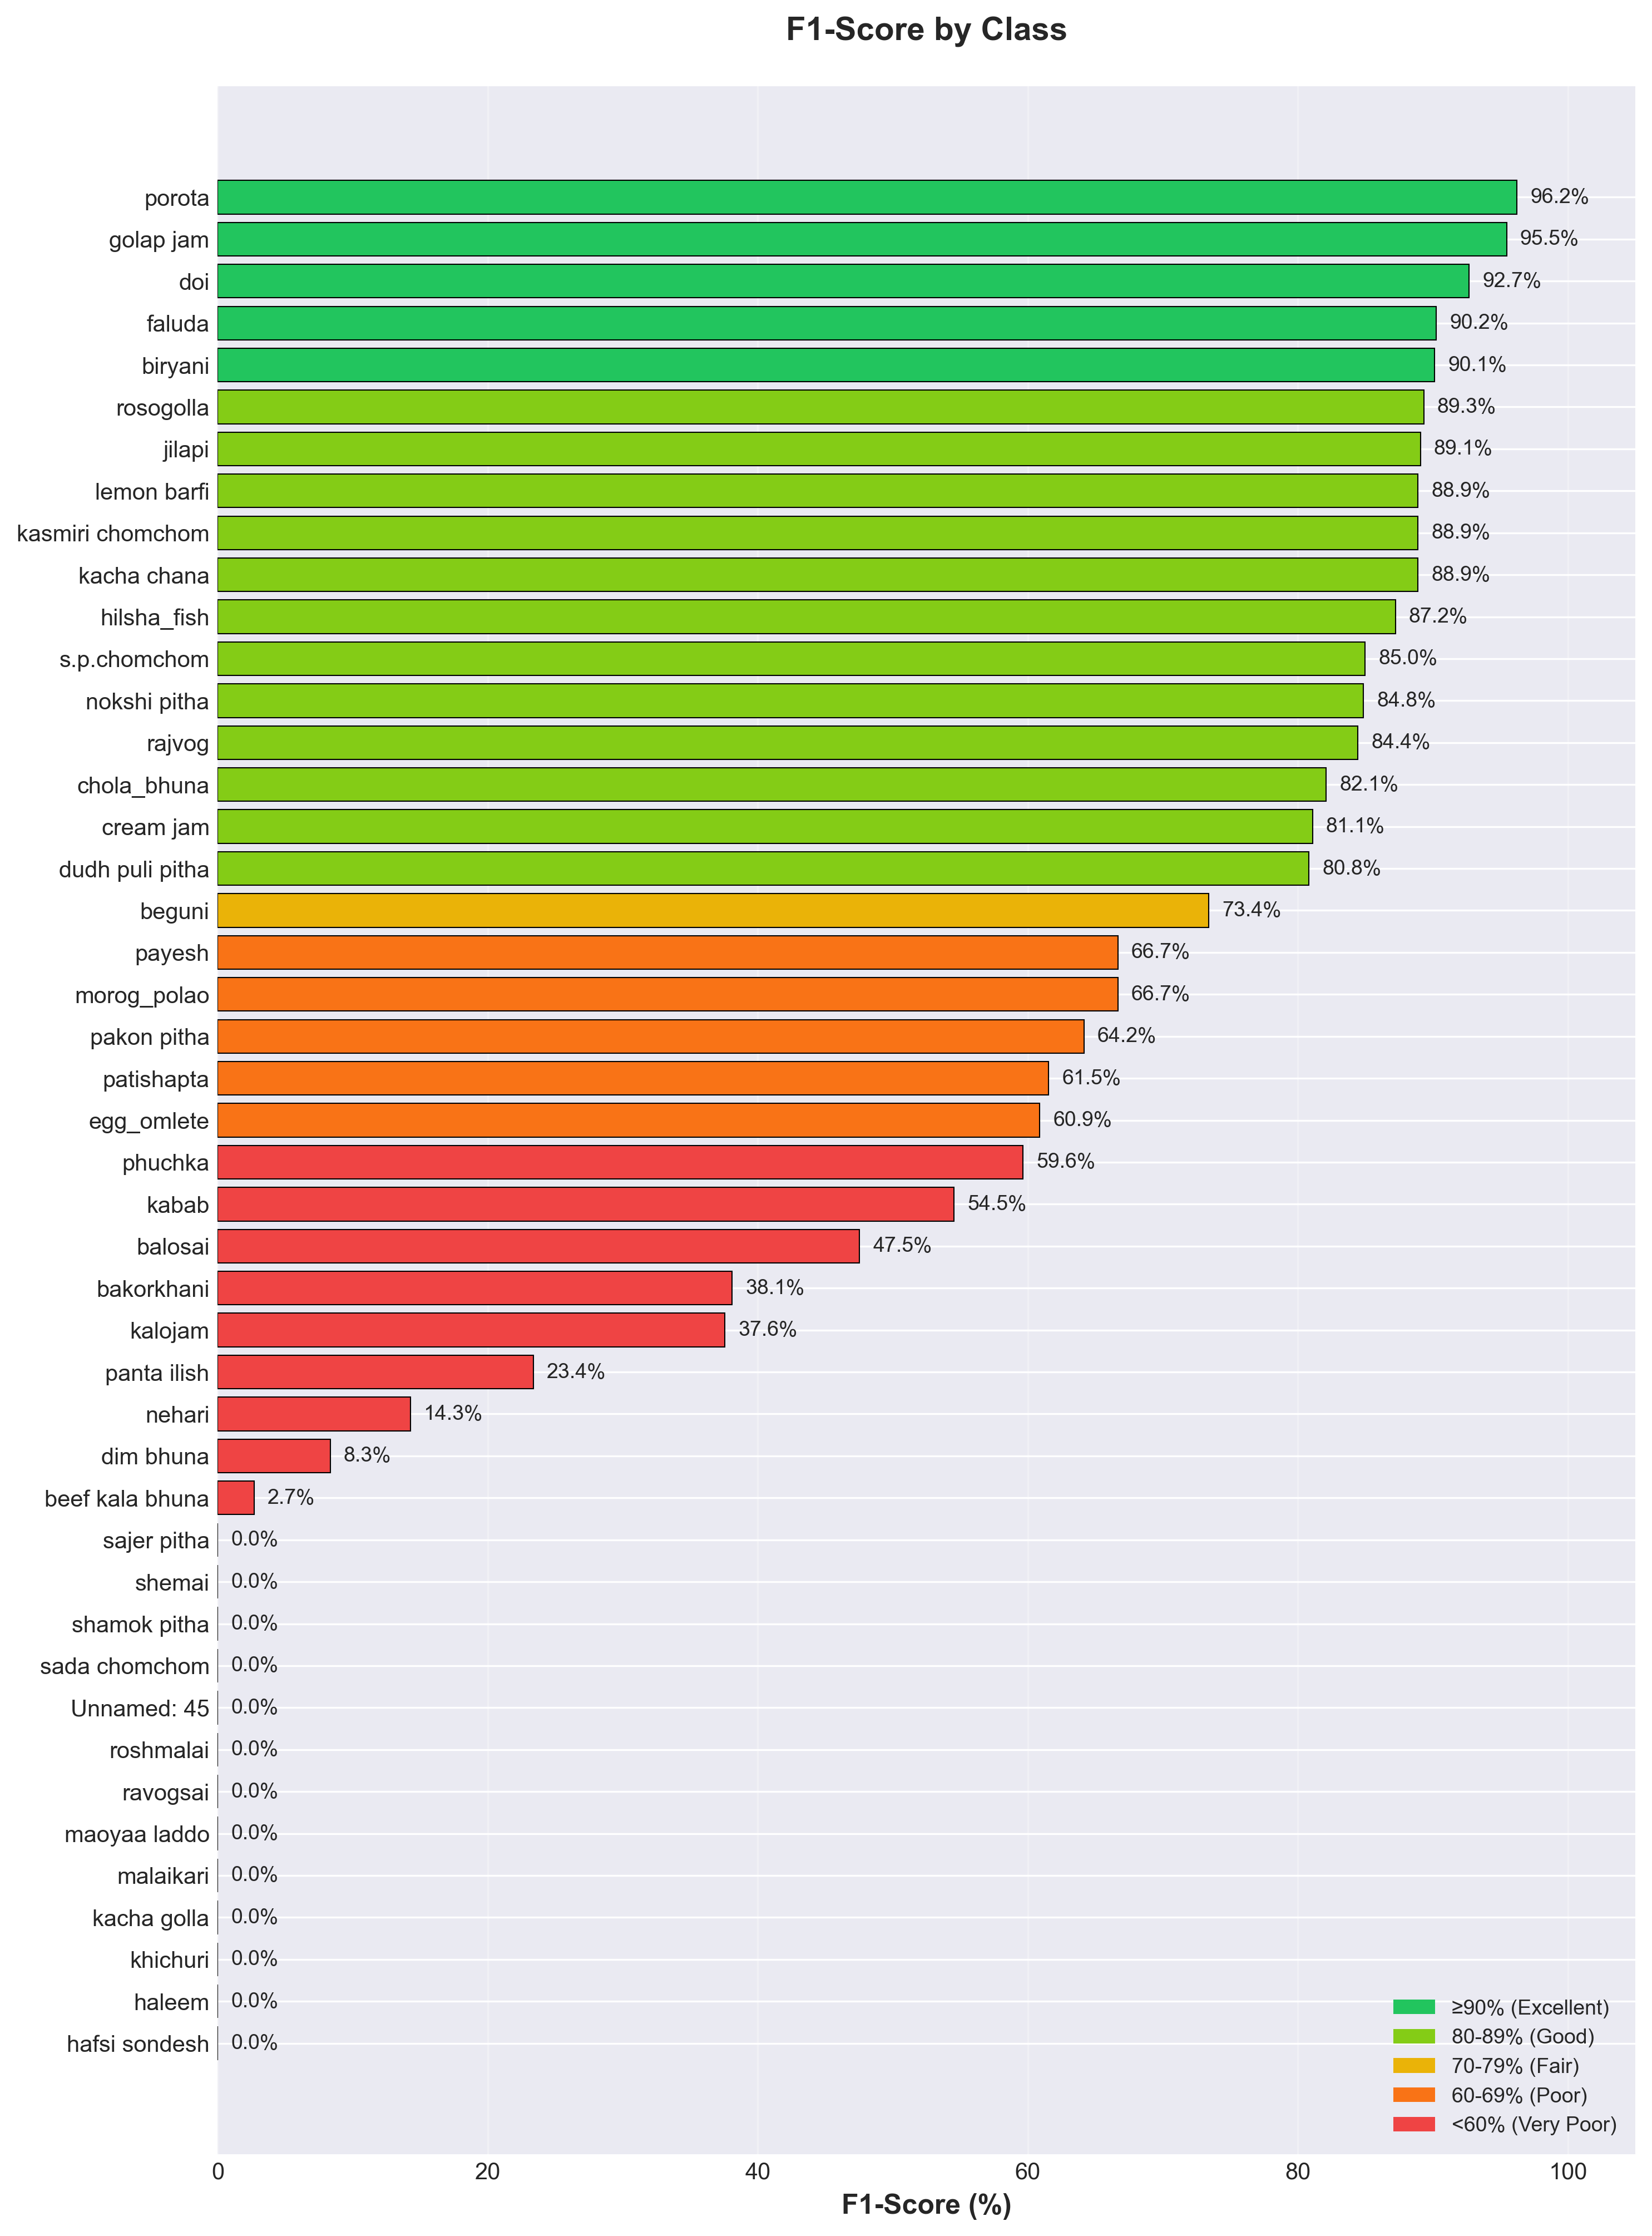 F1-Score by Class
porota 96.2%
golap jam 95.5%
doi 92.7%
faluda 90.2%
biryani 90.1%
rosogolla 89.3%
jilapi 89.1%
lemon barfi 88.9%
kasmiri chomchom 88.9%
kacha chana 88.9%
hilsha_fish 87.2%
s.p.chomchom 85.0%
nokshi pitha 84.8%
rajvog 84.4%
chola_bhuna 82.1%
cream jam 81.1%
dudh puli pitha 80.8%
beguni 73.4%
payesh 66.7%
morog_polao 66.7%
pakon pitha 64.2%
patishapta 61.5%
egg_omlete 60.9%
phuchka 59.6%
kabab 54.5%
balosai 47.5%
bakorkhani 38.1%
kalojam 37.6%
panta ilish 23.4%
nehari 14.3%
dim bhuna 8.3%
beef kala bhuna 2.7%
sajer pitha 0.0%
shemai 0.0%
shamok pitha 0.0%
sada chomchom 0.0%
Unnamed: 45 0.0%
roshmalai 0.0%
ravogsai 0.0%
maoyaa laddo 0.0%
malaikari 0.0%
kacha golla 0.0%
khichuri 0.0%
haleem 0.0%
hafsi sondesh 0.0%
≥90% (Excellent)
80-89% (Good)
70-79% (Fair)
60-69% (Poor)
<60% (Very Poor)
0 20 40 60 80 100
F1-Score (%)